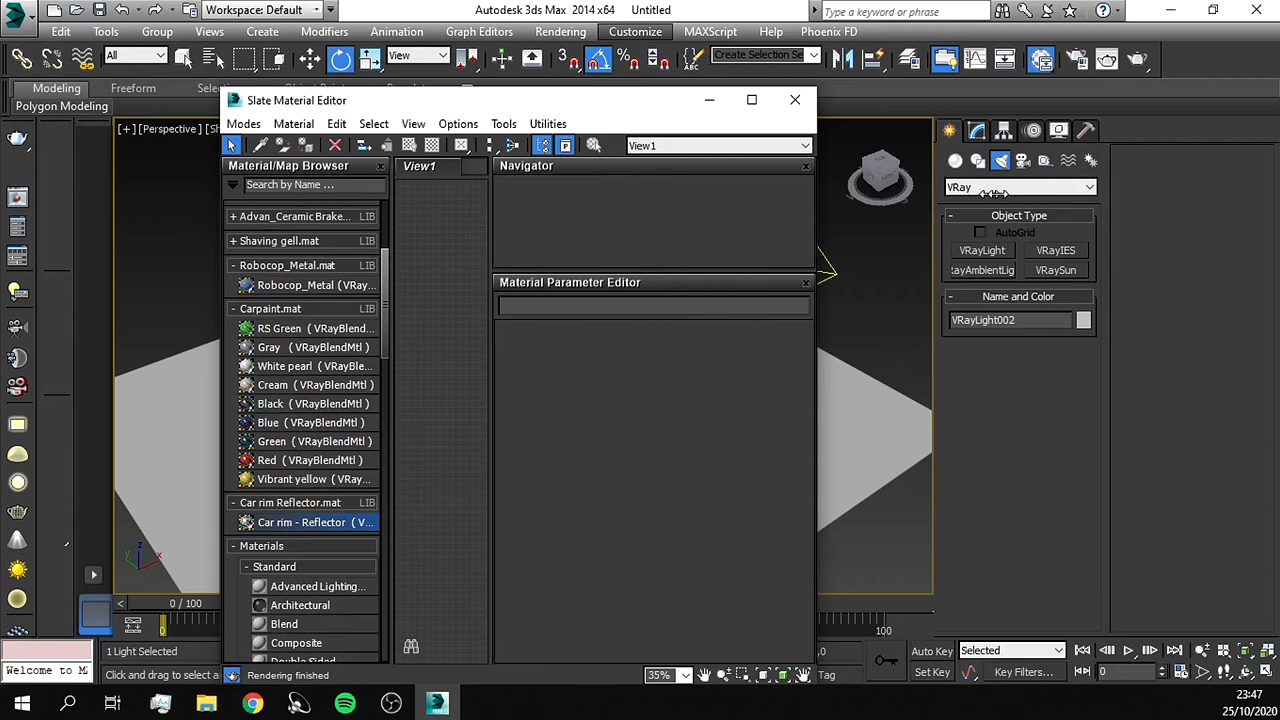 Workspace: Default
Autodesk 3ds Max 2014 x64
Untitled
Type a keyword or phrase
Edit Tools Group Views Create Modifiers Animation Graph Editors Rendering Customize MAXScript Help Phoenix FD
All
View
3
Create Selection Se
Modeling Freeform
Polygon Modeling
Slate Material Editor
[+] [Perspective]
Modes Material Edit Select View Options Tools Utilities
View1
Material/Map Browser
View1
Navigator
Search by Name ...
VRay
+ Advan_Ceramic Brake... LIB
- Object Type
AutoGrid
+ Shaving gell.mat LIB
VRayLight VRayIES
- Robocop_Metal.mat LIB
RayAmbientLig VRaySun
Robocop_Metal (VRay...
Material Parameter Editor
- Name and Color
- Carpaint.mat LIB
VRayLight002
RS Green ( VRayBlend...
Gray ( VRayBlendMtl )
White pearl ( VRayBle...
Cream ( VRayBlendMtl )
Black ( VRayBlendMtl )
Blue ( VRayBlendMtl )
Green ( VRayBlendMtl )
Red ( VRayBlendMtl )
Vibrant yellow ( VRay...
- Car rim Reflector.mat LIB
Car rim - Reflector ( V...
- Materials
- Standard
Advanced Lighting...
Architectural
Blend
Composite
0 / 100
100
z
y
x
1 Light Selected
Auto Key Selected
Set Key Key Filters...
0
Welcome to M
Click and drag to select a
Rendering finished
35%
Tag
23:47
25/10/2020